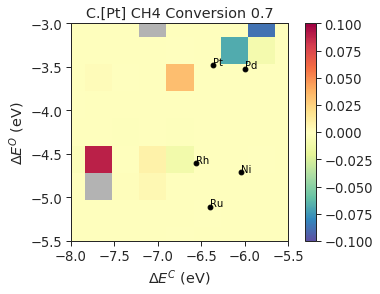 C.[Pt] CH4 Conversion 0.7
−3.0
−3.5
−4.0
−4.5
−5.0
−5.5
ΔE^O (eV)
Pt
Pd
Rh
Ni
Ru
−8.0 −7.5 −7.0 −6.5 −6.0 −5.5
ΔE^C (eV)
0.100
0.075
0.050
0.025
0.000
−0.025
−0.050
−0.075
−0.100